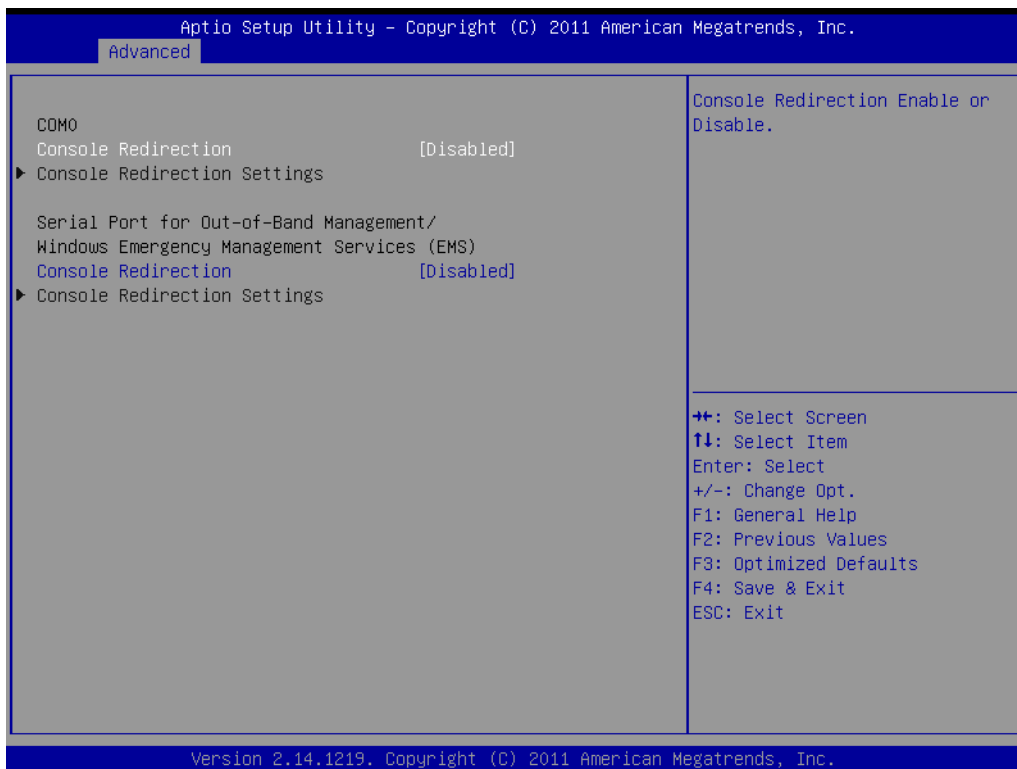 Aptio Setup Utility – Copyright (C) 2011 American Megatrends, Inc.
Advanced
COM0
Console Redirection [Disabled]
▶ Console Redirection Settings
Serial Port for Out-of-Band Management/
Windows Emergency Management Services (EMS)
Console Redirection [Disabled]
▶ Console Redirection Settings
Console Redirection Enable or
Disable.
→←: Select Screen
↑↓: Select Item
Enter: Select
+/-: Change Opt.
F1: General Help
F2: Previous Values
F3: Optimized Defaults
F4: Save & Exit
ESC: Exit
Version 2.14.1219. Copyright (C) 2011 American Megatrends, Inc.